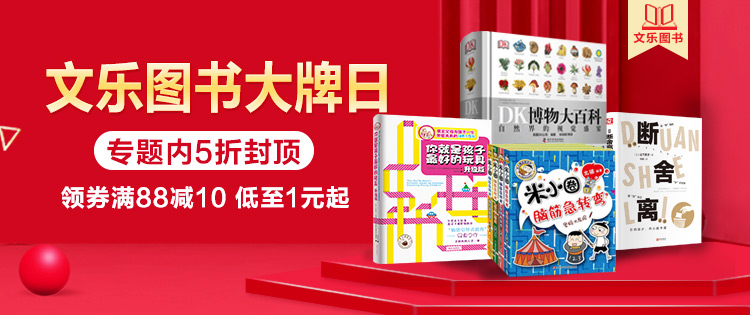 文乐图书大牌日
专题内5折封顶
领券满88减10 低至1元起
文乐图书
DK
DK博物大百科
自然界的视觉盛宴
你就是孩子
最好的玩具
升级版
米小圈
脑筋急转弯
断
舍
离
DUAN
SHE
LI!